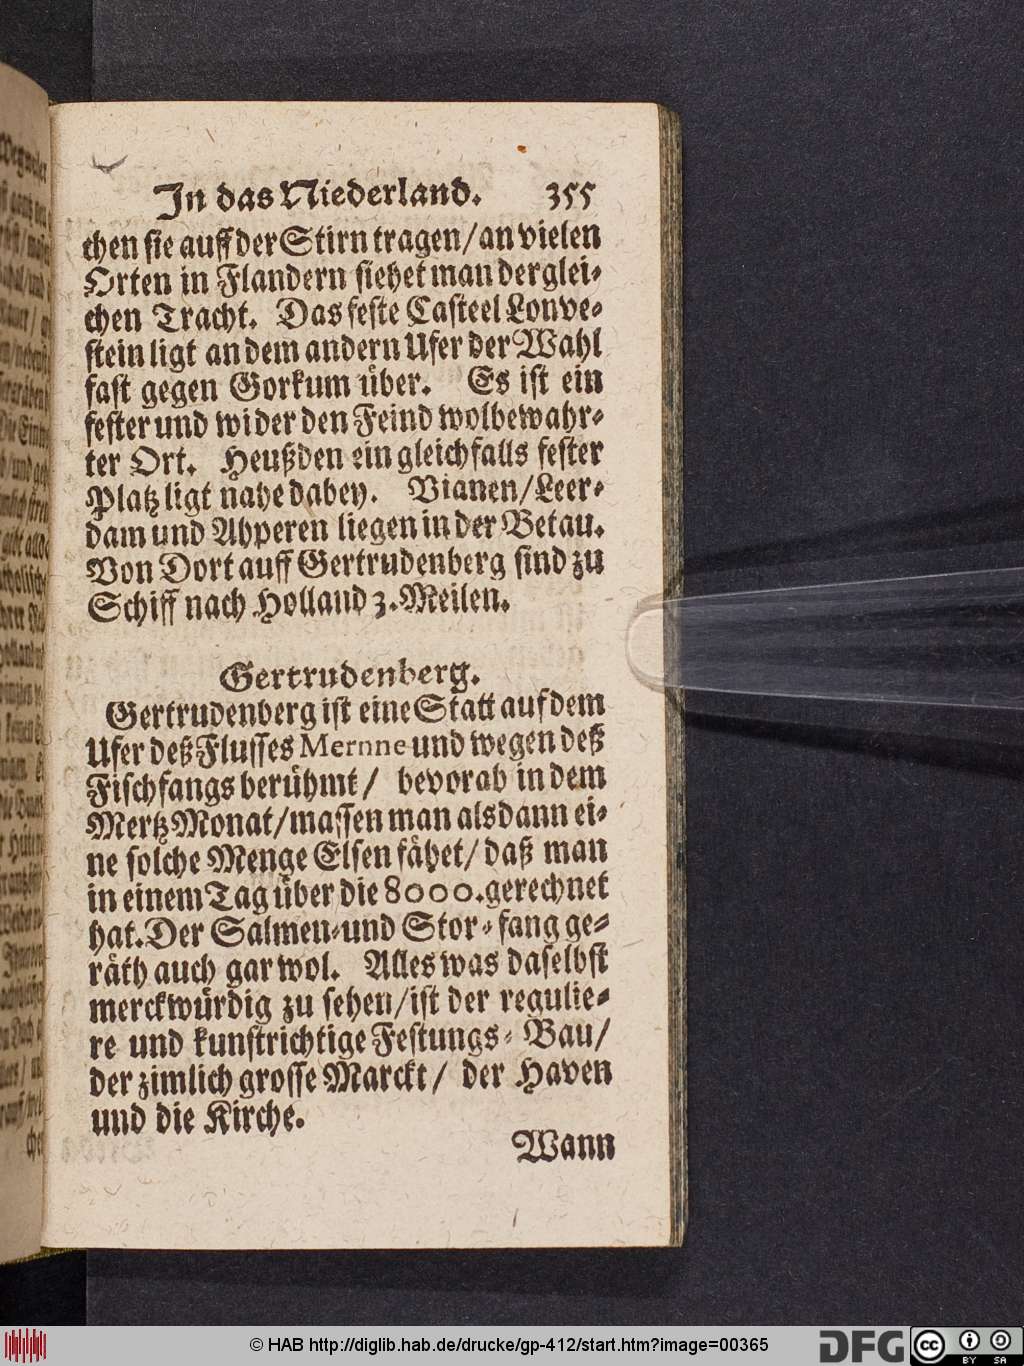 In das Niederland. 355
chen sie auff der Stirn tragen/ an vielen
Orten in Flandern siehet man derglei-
chen Tracht. Das feste Casteel Lonve-
stein ligt an dem andern Ufer der Wahl
fast gegen Gorkum über. Es ist ein
fester und wider den Feind wolbewahr-
ter Ort. Heußden ein gleichfalls fester
Platz ligt nahe dabey. Vianen/ Leer-
dam und Ahperen liegen in der Betau.
Von Dort auff Gertrudenberg sind zu
Schiff nach Holland 3. Meilen.
Gertrudenberg.
Gertrudenberg ist eine Statt auf dem
Ufer deß Flusses Mernne und wegen deß
Fischfangs berühmt/ bevorab in dem
Mertz Monat/ massen man alsdann ei-
ne solche Menge Elsen fähet/ daß man
in einem Tag über die 8000. gerechnet
hat. Der Salmen- und Stor-fang ge-
räth auch gar wol. Alles was daselbst
merckwürdig zu sehen/ ist der regulie-
re und kunstrichtige Festungs-Bau/
der zimlich grosse Marckt/ der Haven
und die Kirche.
Wann
© HAB http://diglib.hab.de/drucke/gp-412/start.htm?image=00365
DFG
cc BY SA